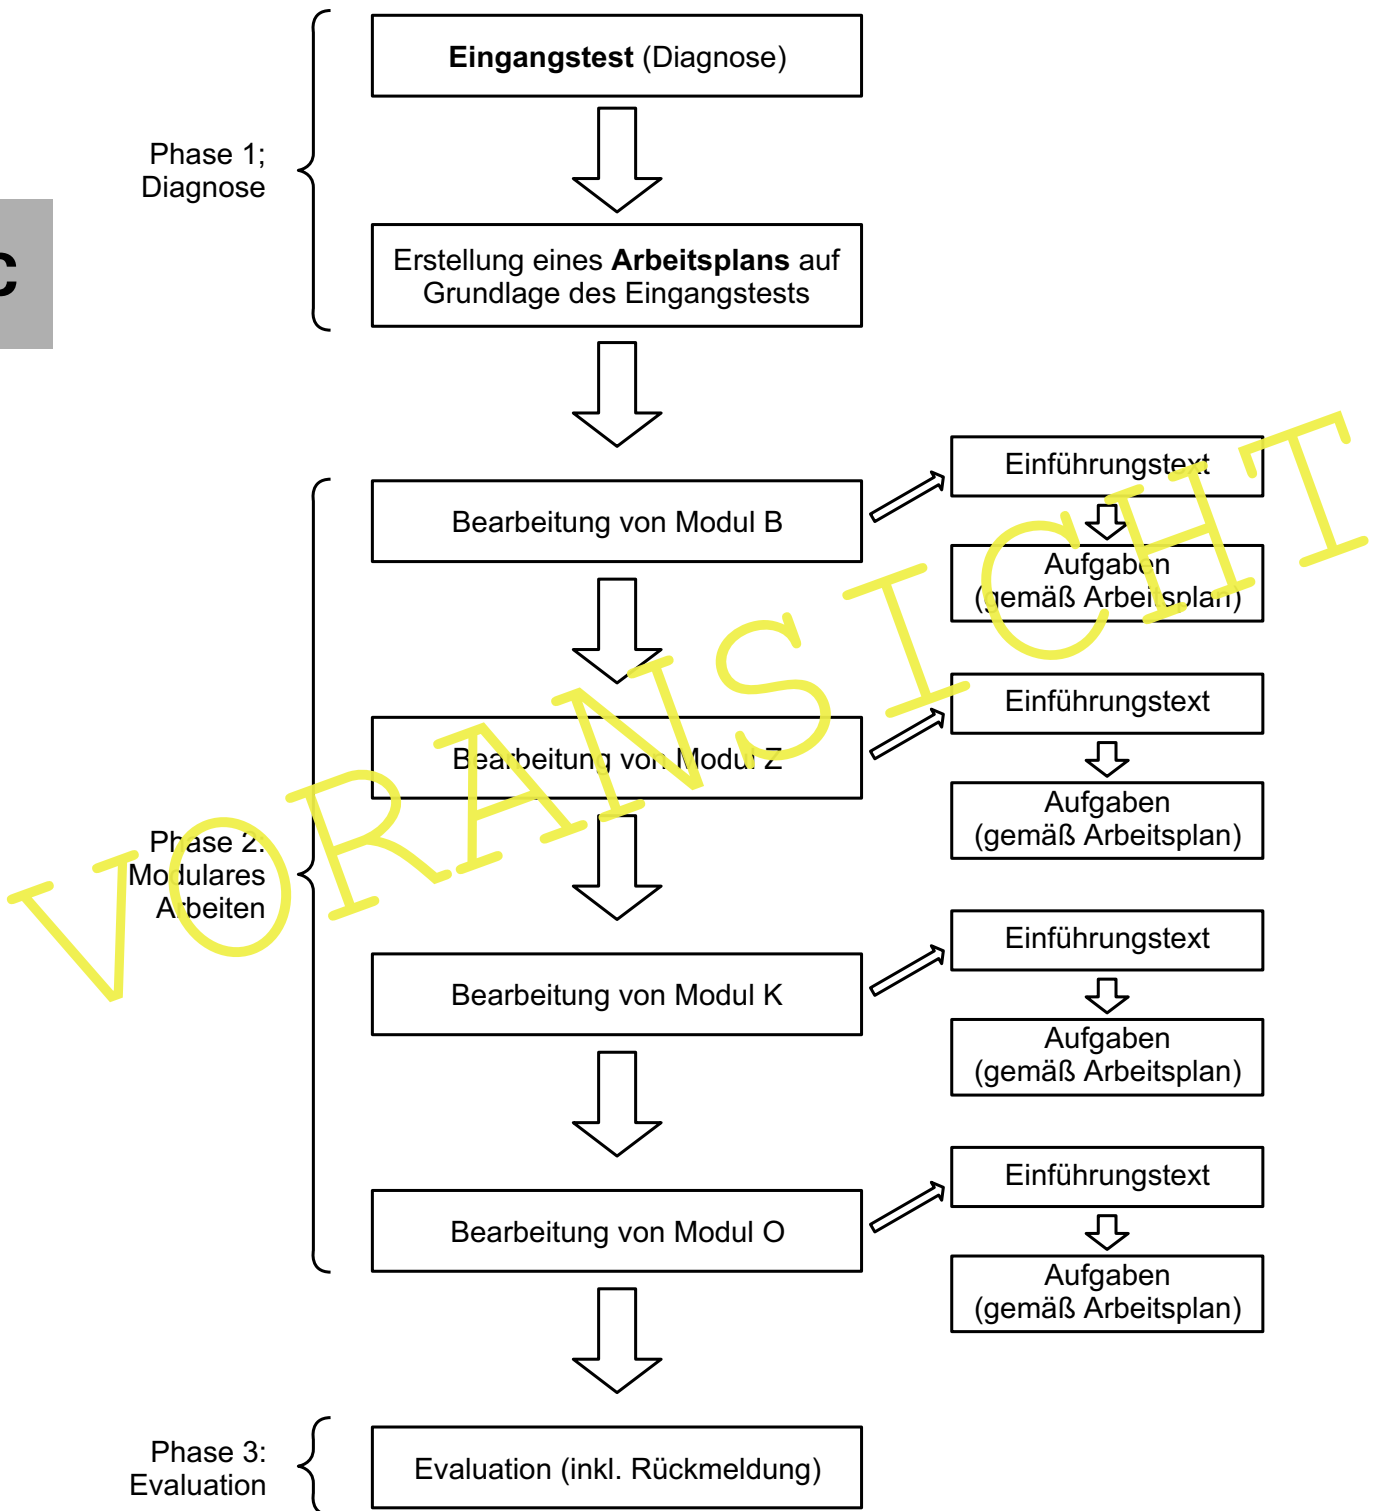 Eingangstest (Diagnose)
Phase 1;
Diagnose
C
Erstellung eines Arbeitsplans auf
Grundlage des Eingangstests
Bearbeitung von Modul B
Einführungstext
Aufgaben
(gemäß Arbeitsplan)
Bearbeitung von Modul Z
Einführungstext
Aufgaben
(gemäß Arbeitsplan)
Phase 2:
Modulares
Arbeiten
Bearbeitung von Modul K
Einführungstext
Aufgaben
(gemäß Arbeitsplan)
Bearbeitung von Modul O
Einführungstext
Aufgaben
(gemäß Arbeitsplan)
Phase 3:
Evaluation
Evaluation (inkl. Rückmeldung)
VORANSICHT